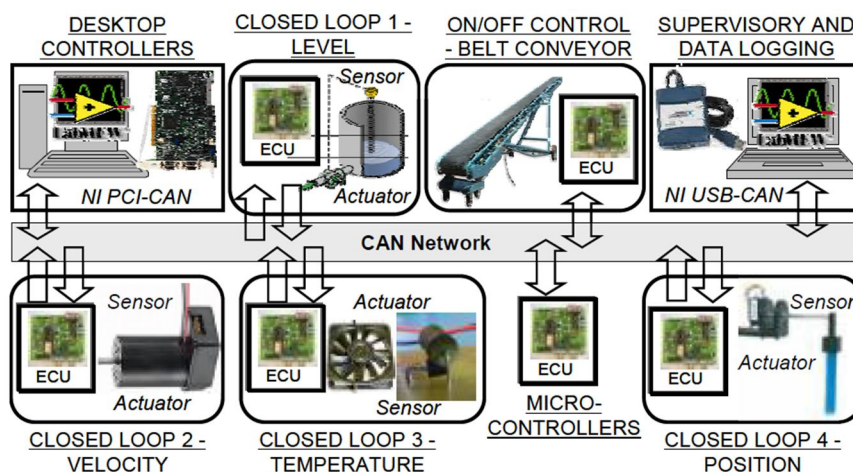 DESKTOP
CONTROLLERS
CLOSED LOOP 1 -
LEVEL
ON/OFF CONTROL
- BELT CONVEYOR
SUPERVISORY AND
DATA LOGGING
LabVIEW
NI PCI-CAN
Sensor
ECU
Actuator
ECU
LabVIEW
NI USB-CAN
CAN Network
Sensor
ECU
Actuator
CLOSED LOOP 2 -
VELOCITY
Actuator
ECU
Sensor
CLOSED LOOP 3 -
TEMPERATURE
ECU
MICRO-
CONTROLLERS
Sensor
ECU
Actuator
CLOSED LOOP 4 -
POSITION